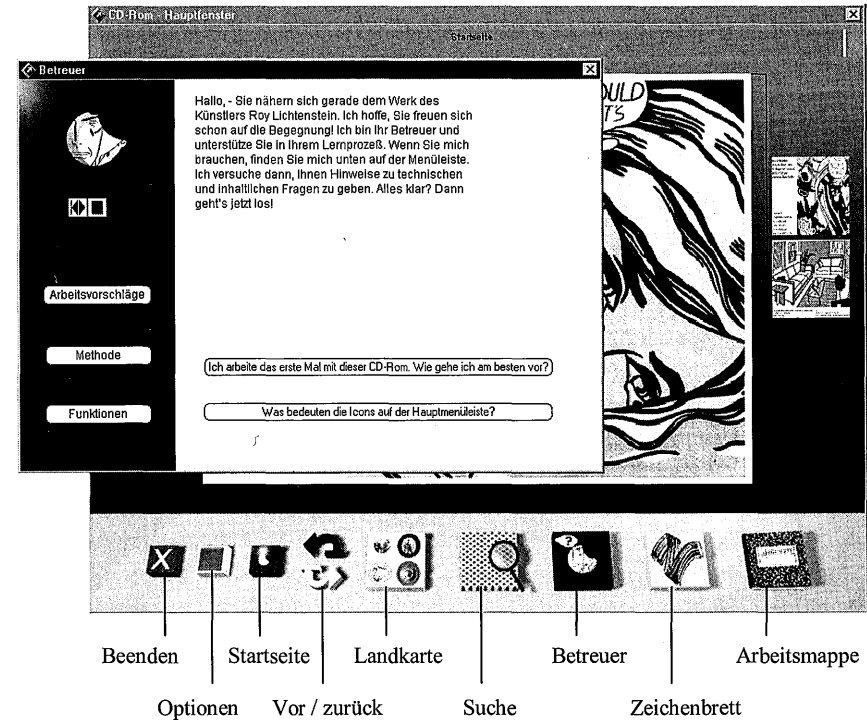 CD-Rom - Hauptfenster
Startseite
Betreuer
OULD
T'S
Hallo, - Sie nähern sich gerade dem Werk des
Künstlers Roy Lichtenstein. Ich hoffe, Sie freuen sich
schon auf die Begegnung! Ich bin Ihr Betreuer und
unterstütze Sie in Ihrem Lernprozeß. Wenn Sie mich
brauchen, finden Sie mich unten auf der Menüleiste.
Ich versuche dann, Ihnen Hinweise zu technischen
und inhaltlichen Fragen zu geben. Alles klar? Dann
geht's jetzt los!
Arbeitsvorschläge
Methode
Ich arbeite das erste Mal mit dieser CD-Rom. Wie gehe ich am besten vor?
Funktionen
Was bedeuten die Icons auf der Hauptmenüleiste?
?
Beenden
Startseite
Landkarte
Betreuer
Arbeitsmappe
Optionen
Vor / zurück
Suche
Zeichenbrett